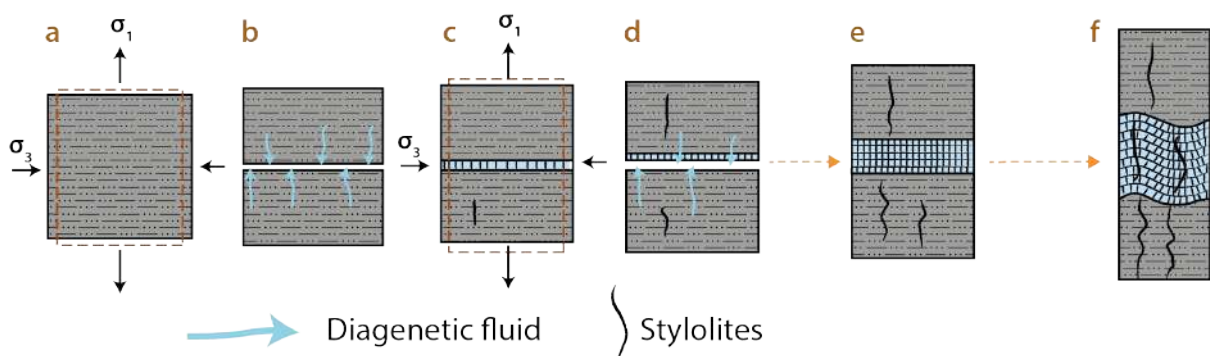 a b c d e f
σ1 σ1
σ3 σ3
Diagenetic fluid Stylolites